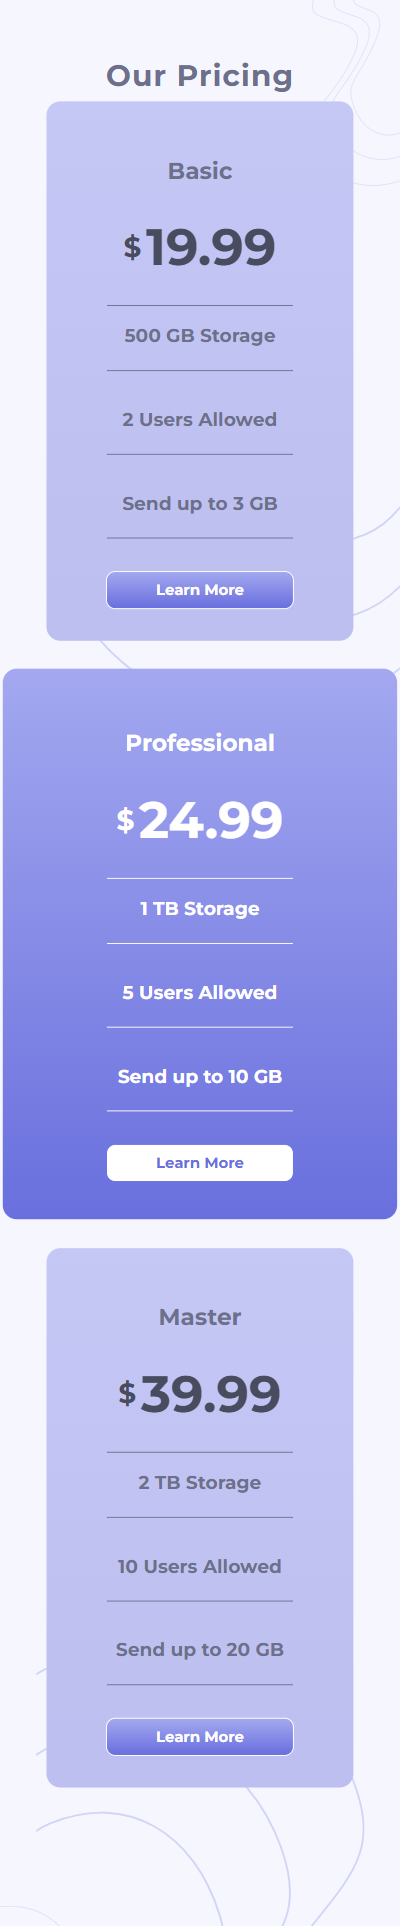 Our Pricing
Basic
$19.99
500 GB Storage
2 Users Allowed
Send up to 3 GB
Learn More
Professional
$24.99
1 TB Storage
5 Users Allowed
Send up to 10 GB
Learn More
Master
$39.99
2 TB Storage
10 Users Allowed
Send up to 20 GB
Learn More